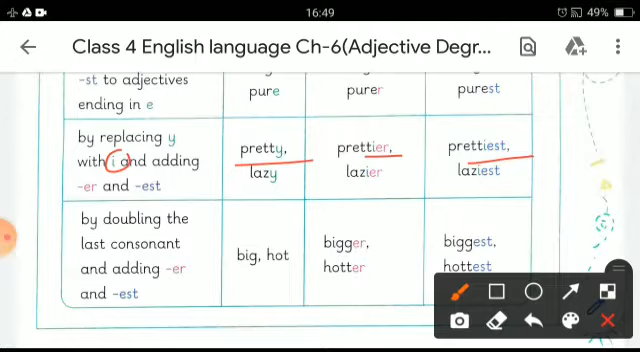 16:49
49%
Class 4 English language Ch-6(Adjective Degr...
-st to adjectives
ending in e
pure
purer
purest
by replacing y
with i and adding
-er and -est
pretty,
lazy
prettier,
lazier
prettiest,
laziest
by doubling the
last consonant
and adding -er
and -est
big, hot
bigger,
hotter
biggest,
hottest